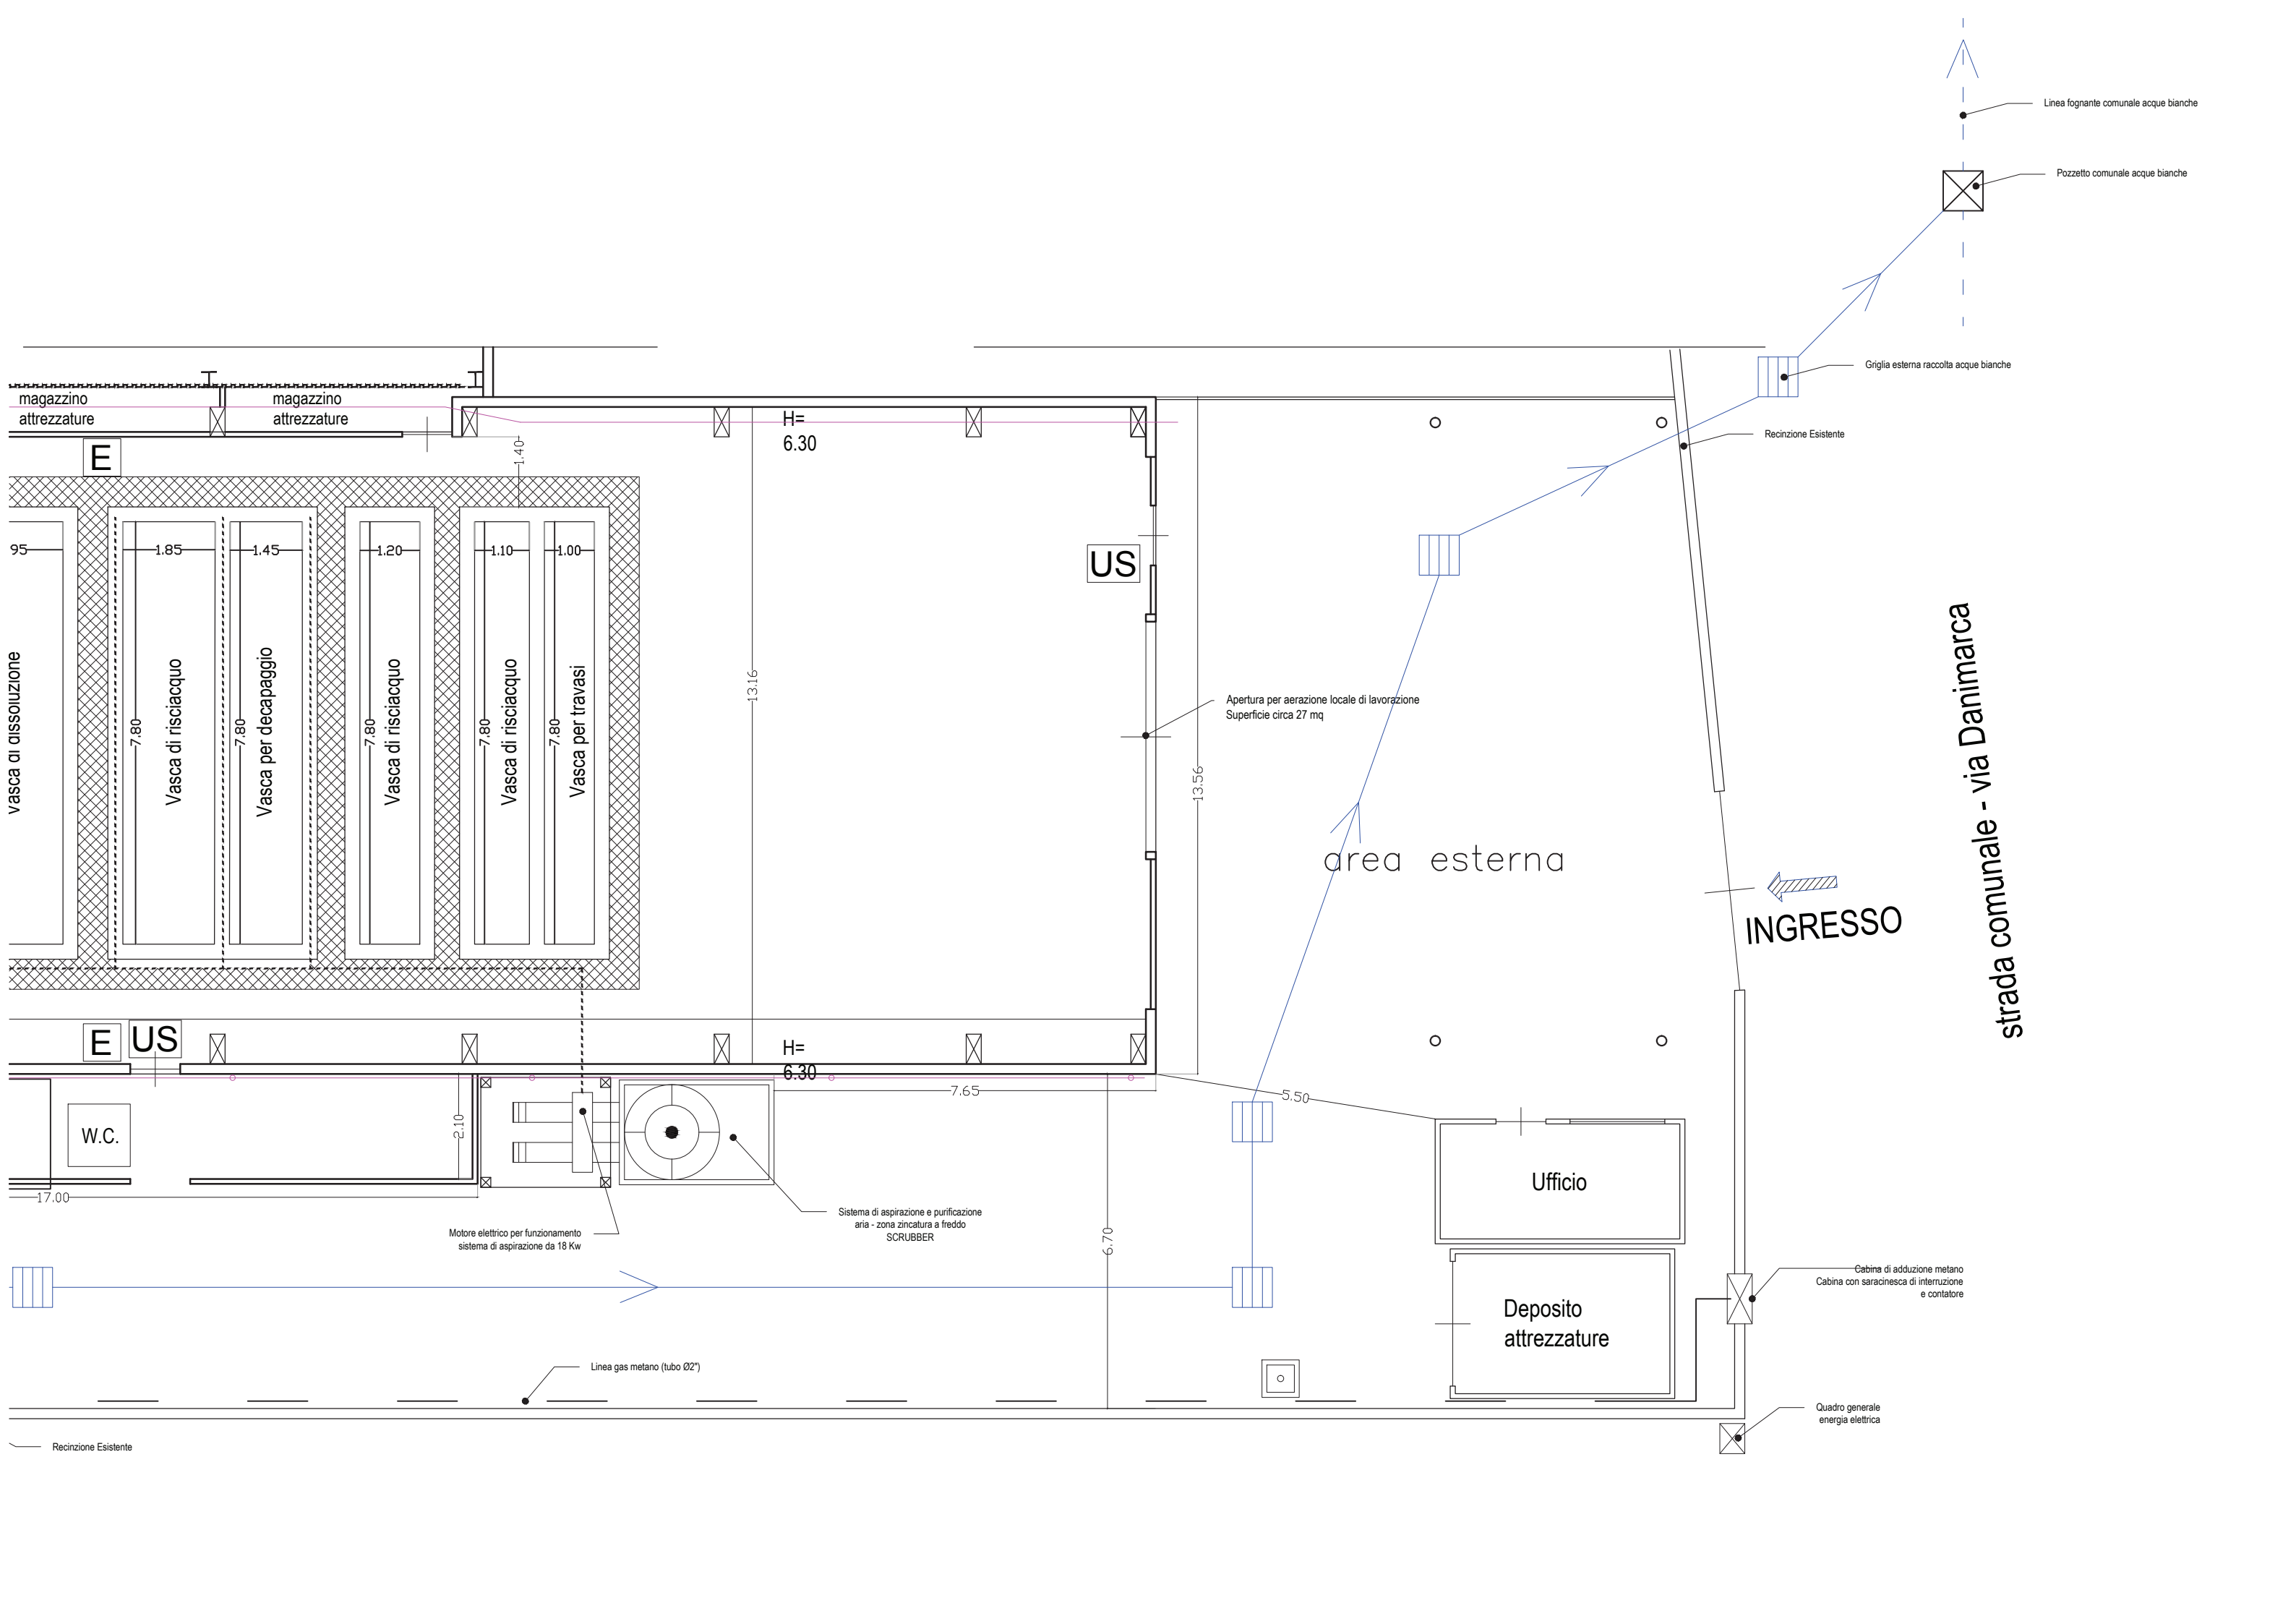 Linea fognante comunale acque bianche
Pozzetto comunale acque bianche
Griglia esterna raccolta acque bianche
Recinzione Esistente
magazzino
attrezzature
magazzino
attrezzature
H=
6.30
E
1.40
US
95
1.85
1.45
1.20
1.10
1.00
vasca di dissoluzione
7.80
Vasca di risciacquo
7.80
Vasca per decapaggio
7.80
Vasca di risciacquo
7.80
Vasca di risciacquo
7.80
Vasca per travasi
13.16
Apertura per aerazione locale di lavorazione
Superficie circa 27 mq
13.56
area esterna
INGRESSO
strada comunale - via Danimarca
E
US
H=
6.30
7.65
5.50
W.C.
2.10
17.00
Motore elettrico per funzionamento
sistema di aspirazione da 18 Kw
Sistema di aspirazione e purificazione
aria - zona zincatura a freddo
SCRUBBER
6.70
Ufficio
Deposito
attrezzature
Cabina di adduzione metano
Cabina con saracinesca di interruzione
e contatore
Linea gas metano (tubo Ø2")
Quadro generale
energia elettrica
Recinzione Esistente